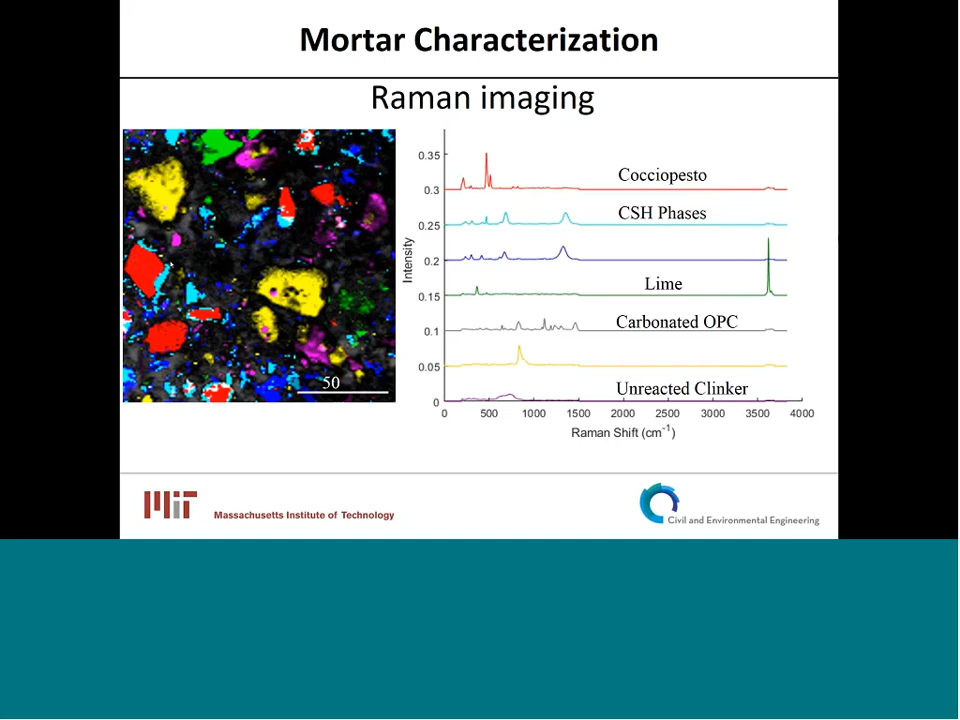 Mortar Characterization
Raman imaging
50
0.35
0.3
0.25
0.2
0.15
0.1
0.05
0
Intensity
Coccopesto
CSH Phases
Lime
Carbonated OPC
Unreacted Clinker
0 500 1000 1500 2000 2500 3000 3500 4000
Raman Shift (cm-1)
MIT
Massachusetts Institute of Technology
Civil and Environmental Engineering